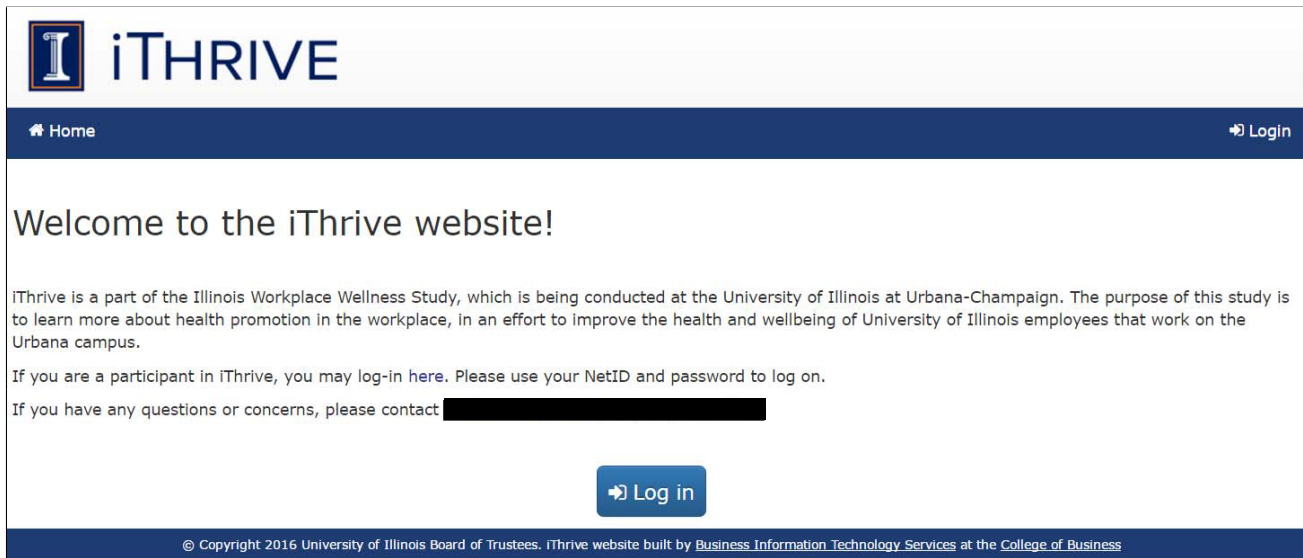 iTHRIVE
Home
Login
Welcome to the iThrive website!
iThrive is a part of the Illinois Workplace Wellness Study, which is being conducted at the University of Illinois at Urbana-Champaign. The purpose of this study is
to learn more about health promotion in the workplace, in an effort to improve the health and wellbeing of University of Illinois employees that work on the
Urbana campus.
If you are a participant in iThrive, you may log-in here. Please use your NetID and password to log on.
If you have any questions or concerns, please contact
Log in
© Copyright 2016 University of Illinois Board of Trustees. iThrive website built by Business Information Technology Services at the College of Business